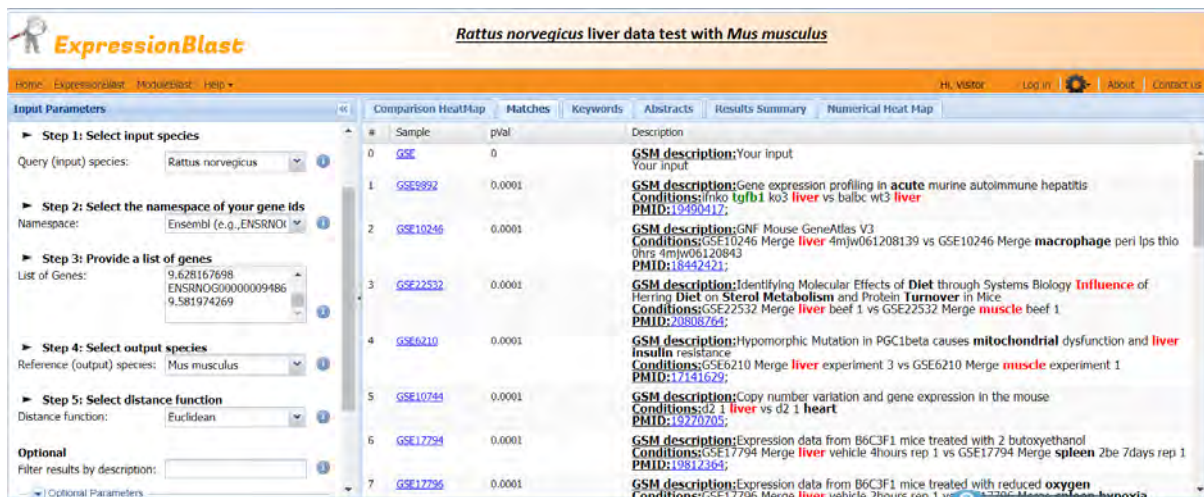 ExpressionBlast
Rattus norvegicus liver data test with Mus musculus
Home ExpressionBlast ModuleBlast Help
Hi, Visitor Log in About Contact us
Input Parameters
Comparison HeatMap Matches Keywords Abstracts Results Summary Numerical Heat Map
Step 1: Select input species
Query (input) species: Rattus norvegicus
Step 2: Select the namespace of your gene ids
Namespace: Ensembl (e.g.,ENSRNO
Step 3: Provide a list of genes
List of Genes: 9.628167698
ENSRNOG00000009486
9.581974269
Step 4: Select output species
Reference (output) species: Mus musculus
Step 5: Select distance function
Distance function: Euclidean
Optional
Filter results by description:
Optional Parameters
# Sample pVal Description
0 GSE 0 GSM description:Your input
Your input
1 GSE9892 0.0001 GSM description:Gene expression profiling in acute murine autoimmune hepatitis
Conditions:ifnko tgfb1 ko3 liver vs balbc wt3 liver
PMID:19490417;
2 GSE10246 0.0001 GSM description:GNF Mouse GeneAtlas V3
Conditions:GSE10246 Merge liver 4mjw061208139 vs GSE10246 Merge macrophage peri lps thio
0hrs 4mjw06120843
PMID:18442421;
3 GSE22532 0.0001 GSM description:Identifying Molecular Effects of Diet through Systems Biology Influence of
Herring Diet on Sterol Metabolism and Protein Turnover in Mice
Conditions:GSE22532 Merge liver beef 1 vs GSE22532 Merge muscle beef 1
PMID:20808764;
4 GSE6210 0.0001 GSM description:Hypomorphic Mutation in PGC1beta causes mitochondrial dysfunction and liver
insulin resistance
Conditions:GSE6210 Merge liver experiment 3 vs GSE6210 Merge muscle experiment 1
PMID:17141629;
5 GSE10744 0.0001 GSM description:Copy number variation and gene expression in the mouse
Conditions:d2 1 liver vs d2 1 heart
PMID:19270705;
6 GSE17794 0.0001 GSM description:Expression data from B6C3F1 mice treated with 2 butoxyethanol
Conditions:GSE17794 Merge liver vehicle 4hours rep 1 vs GSE17794 Merge spleen 2be 7days rep 1
PMID:19812364;
7 GSE17796 0.0001 GSM description:Expression data from B6C3F1 mice treated with reduced oxygen
Conditions:GSE17796 Merge liver vehicle 2hours rep 1 Merge spleen hypoxia